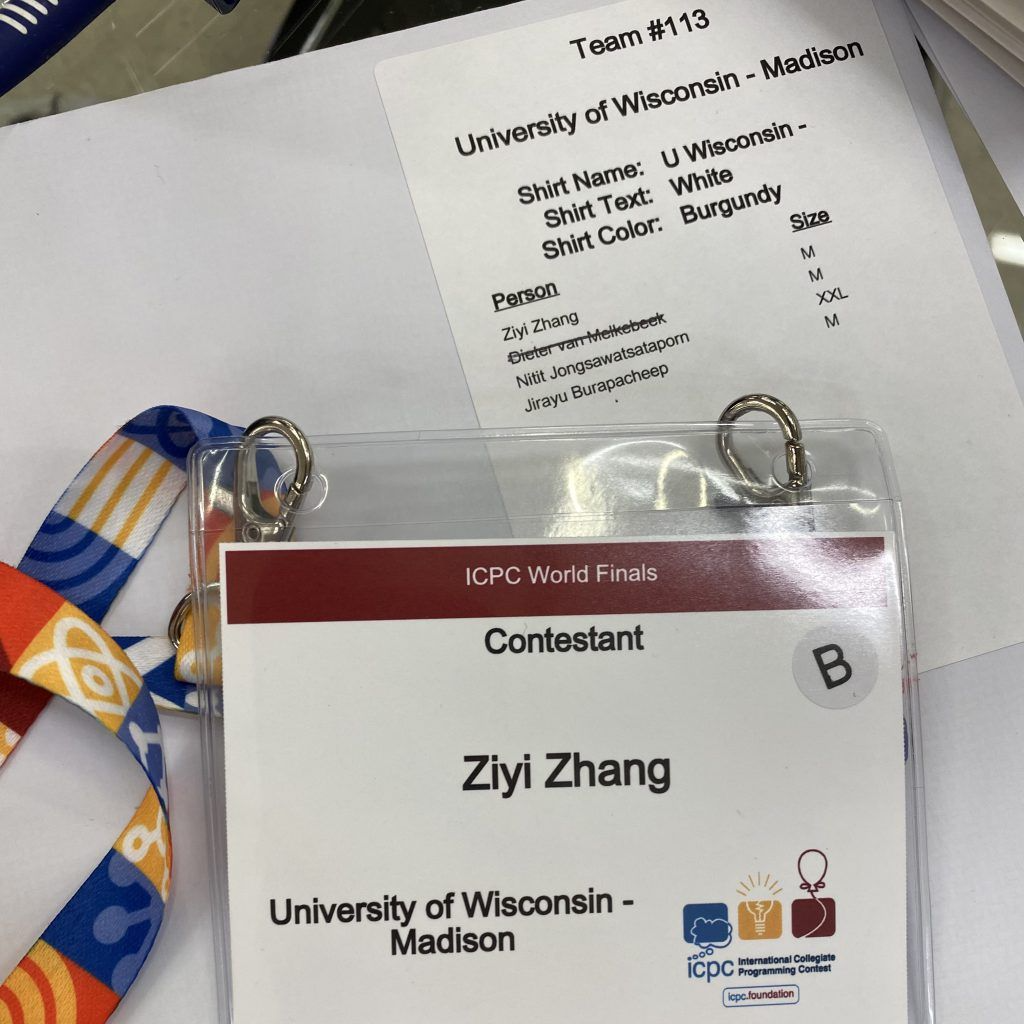 Team #113
University of Wisconsin - Madison
Shirt Name: U Wisconsin -
Shirt Text: White
Shirt Color: Burgundy
Person Size
Ziyi Zhang M
Dieter van Melkebeek M
Nitit Jongsawatsataporn XXL
Jirayu Burapacheep M
ICPC World Finals
Contestant
B
Ziyi Zhang
University of Wisconsin -
Madison
icpc International Collegiate
Programming Contest
icpc.foundation